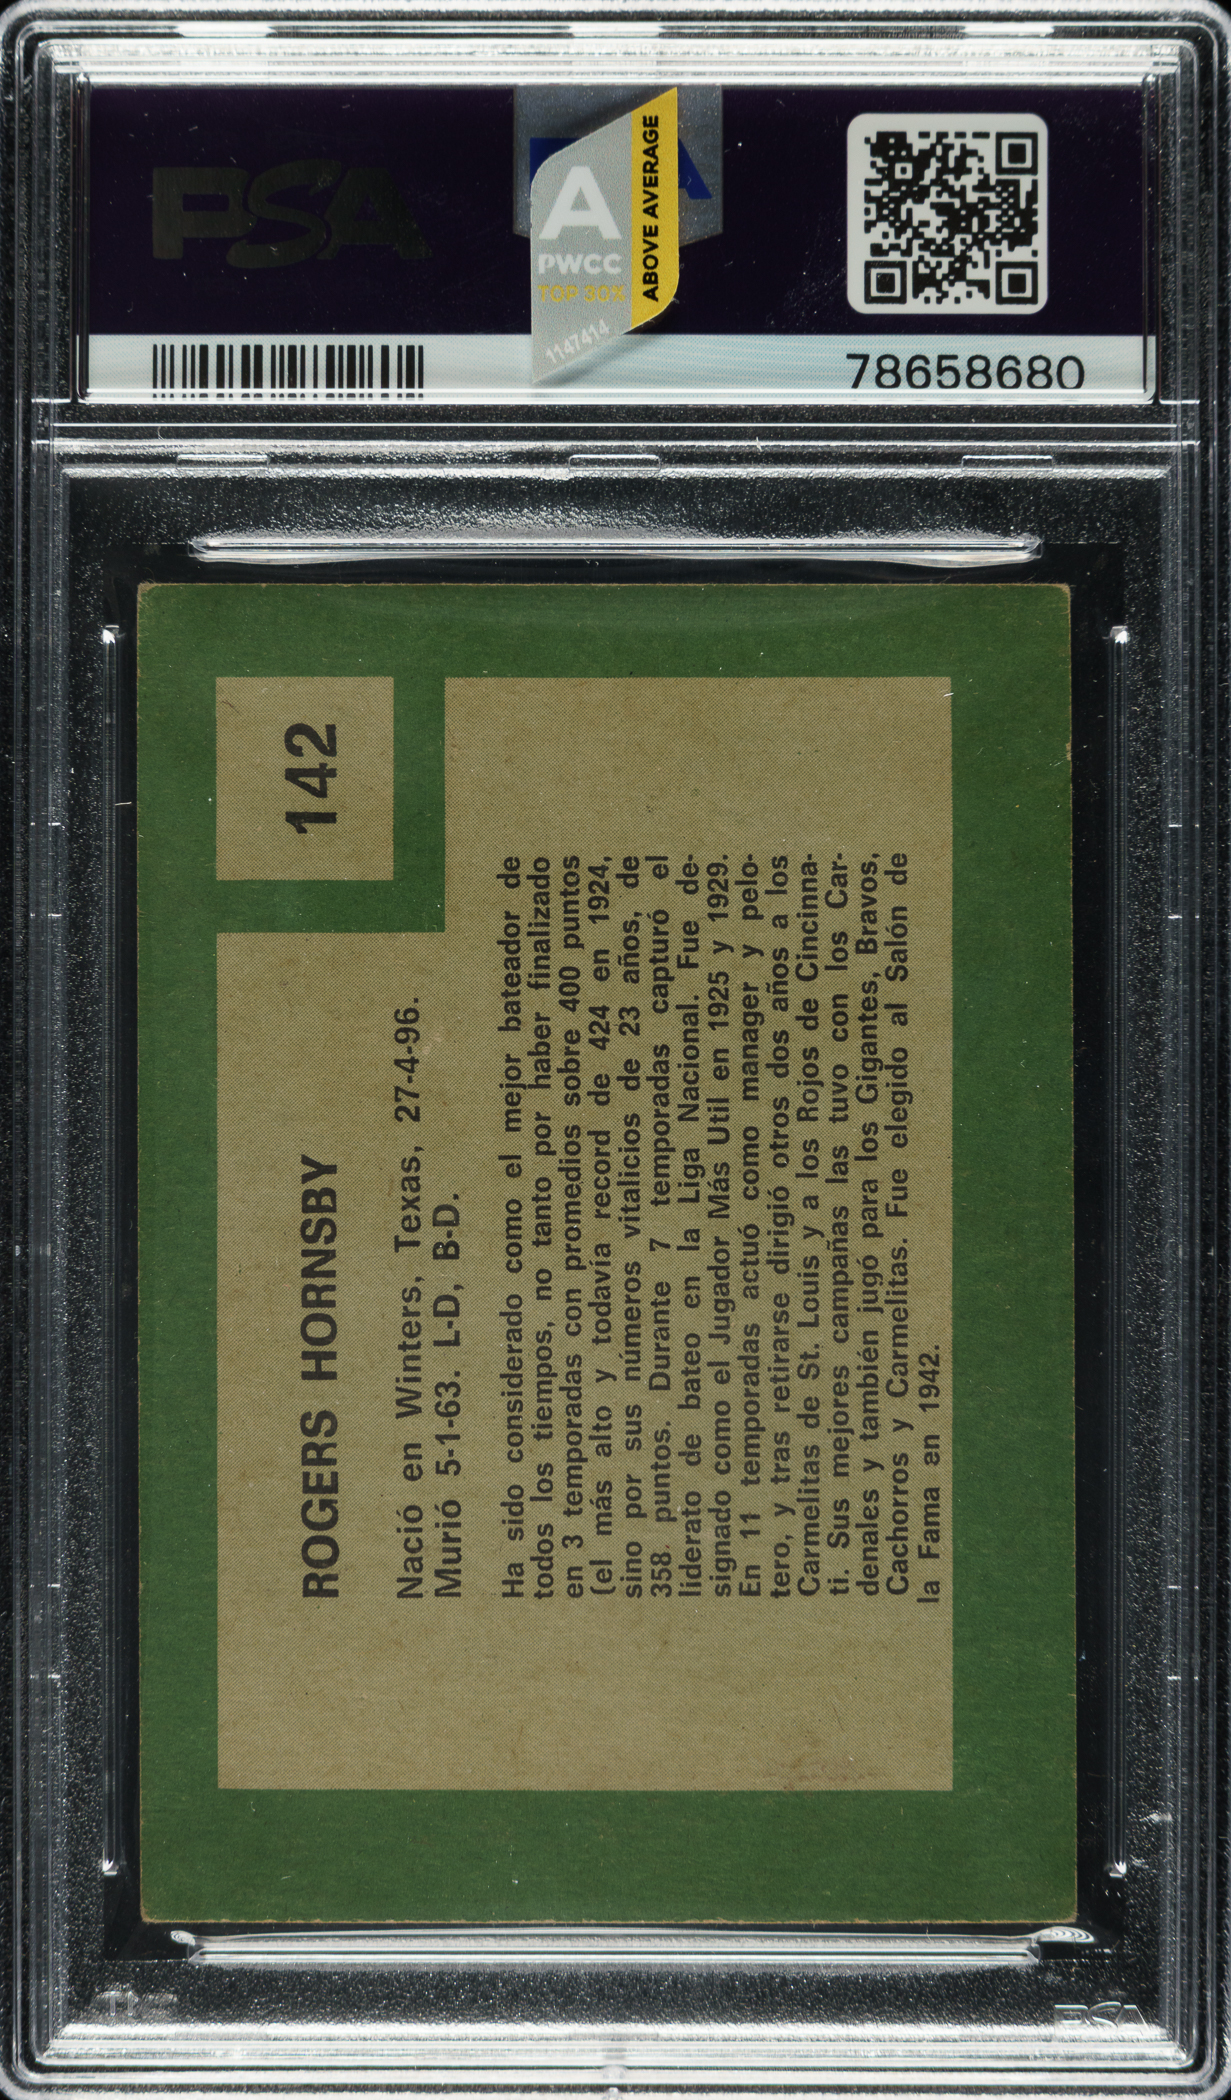 PSA
A
PWCC
TOP 30%
1147414
ABOVE AVERAGE
78658680
142
ROGERS HORNSBY
Nació en Winters, Texas, 27-4-96.
Murió 5-1-63. L-D, B-D.
Ha sido considerado como el mejor bateador de
todos los tiempos, no tanto por haber finalizado
en 3 temporadas con promedios sobre 400 puntos
(el más alto y todavía record de 424 en 1924,
sino por sus números vitalicios de 23 años, de
358. puntos. Durante 7 temporadas capturó el
liderato de bateo en la Liga Nacional. Fue de-
signado como el Jugador Más Util en 1925 y 1929.
En 11 temporadas actuó como manager y pelo-
tero, y tras retirarse dirigió otros dos años a los
Carmelitas de St. Louis y a los Rojos de Cincinna-
ti. Sus mejores campañas las tuvo con los Car-
denales y también jugó para los Gigantes, Bravos,
Cachorros y Carmelitas. Fue elegido al Salón de
la Fama en 1942.
PSA